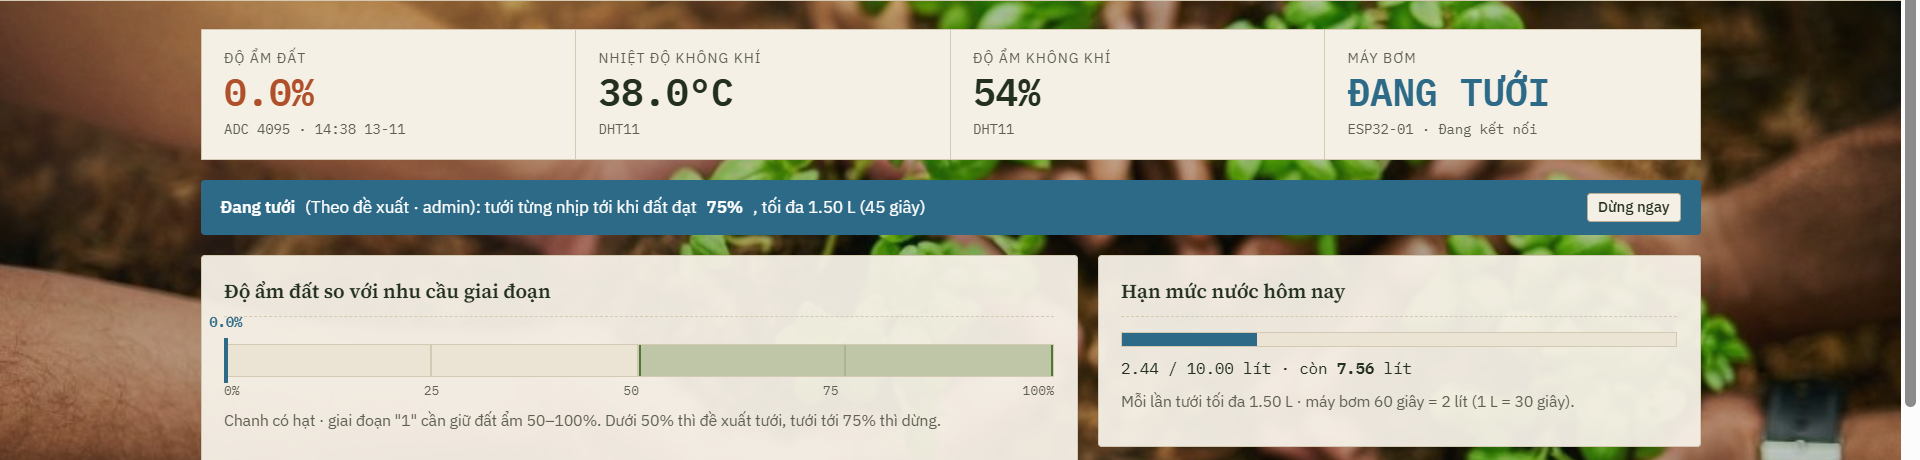 ĐỘ ẨM ĐẤT
0.0%
ADC 4095 · 14:38 13-11
NHIỆT ĐỘ KHÔNG KHÍ
38.0°C
DHT11
ĐỘ ẨM KHÔNG KHÍ
54%
DHT11
MÁY BƠM
ĐANG TƯỚI
ESP32-01 · Đang kết nối
Đang tưới (Theo đề xuất · admin): tưới từng nhịp tới khi đất đạt 75% , tối đa 1.50 L (45 giây)
Dừng ngay
Độ ẩm đất so với nhu cầu giai đoạn
0.0%
0% 25 50 75 100%
Chanh có hạt · giai đoạn "1" cần giữ đất ẩm 50–100%. Dưới 50% thì đề xuất tưới, tưới tới 75% thì dừng.
Hạn mức nước hôm nay
2.44 / 10.00 lít · còn 7.56 lít
Mỗi lần tưới tối đa 1.50 L · máy bơm 60 giây = 2 lít (1 L = 30 giây).